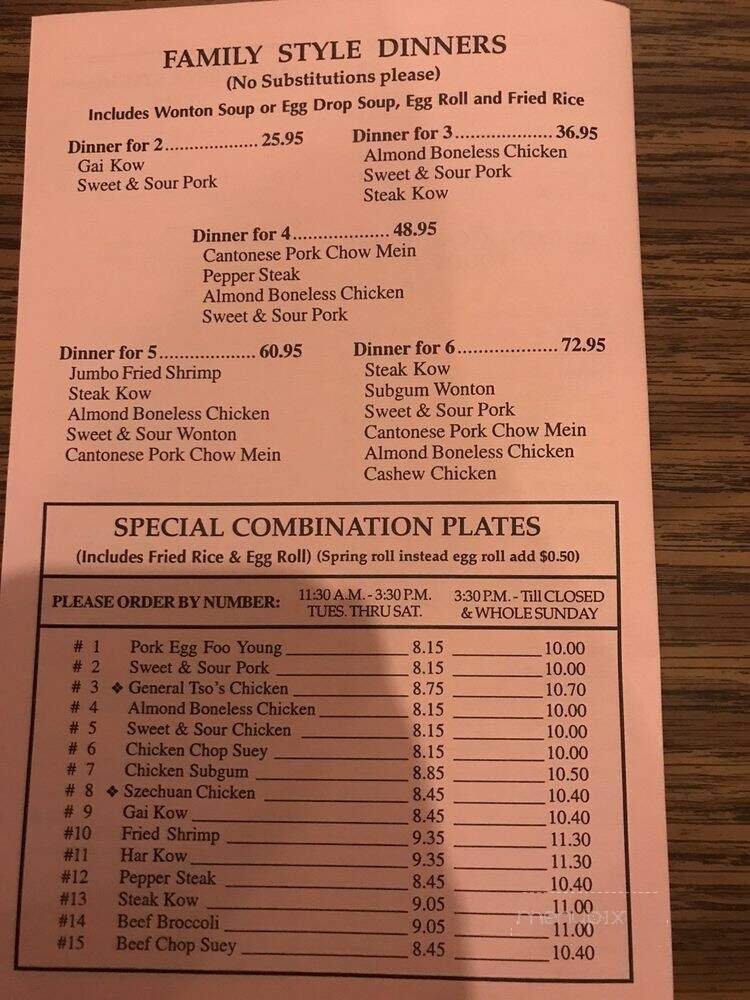 FAMILY STYLE DINNERS
(No Substitutions please)
Includes Wonton Soup or Egg Drop Soup, Egg Roll and Fried Rice
Dinner for 2................... 25.95
Gai Kow
Sweet & Sour Pork
Dinner for 3.................... 36.95
Almond Boneless Chicken
Sweet & Sour Pork
Steak Kow
Dinner for 4.................... 48.95
Cantonese Pork Chow Mein
Pepper Steak
Almond Boneless Chicken
Sweet & Sour Pork
Dinner for 5.................... 60.95
Jumbo Fried Shrimp
Steak Kow
Almond Boneless Chicken
Sweet & Sour Wonton
Cantonese Pork Chow Mein
Dinner for 6.................... 72.95
Steak Kow
Subgum Wonton
Sweet & Sour Pork
Cantonese Pork Chow Mein
Almond Boneless Chicken
Cashew Chicken
SPECIAL COMBINATION PLATES
(Includes Fried Rice & Egg Roll) (Spring roll instead egg roll add $0.50)
PLEASE ORDER BY NUMBER: 11:30 A.M. - 3:30 P.M. TUES. THRU SAT. 3:30 P.M. - Till CLOSED & WHOLE SUNDAY
# 1 Pork Egg Foo Young 8.15 10.00
# 2 Sweet & Sour Pork 8.15 10.00
# 3 ❖ General Tso's Chicken 8.75 10.70
# 4 Almond Boneless Chicken 8.15 10.00
# 5 Sweet & Sour Chicken 8.15 10.00
# 6 Chicken Chop Suey 8.15 10.00
# 7 Chicken Subgum 8.85 10.50
# 8 ❖ Szechuan Chicken 8.45 10.40
# 9 Gai Kow 8.45 10.40
#10 Fried Shrimp 9.35 11.30
#11 Har Kow 9.35 11.30
#12 Pepper Steak 8.45 10.40
#13 Steak Kow 9.05 11.00
#14 Beef Broccoli 9.05 11.00
#15 Beef Chop Suey 8.45 10.40
menupix